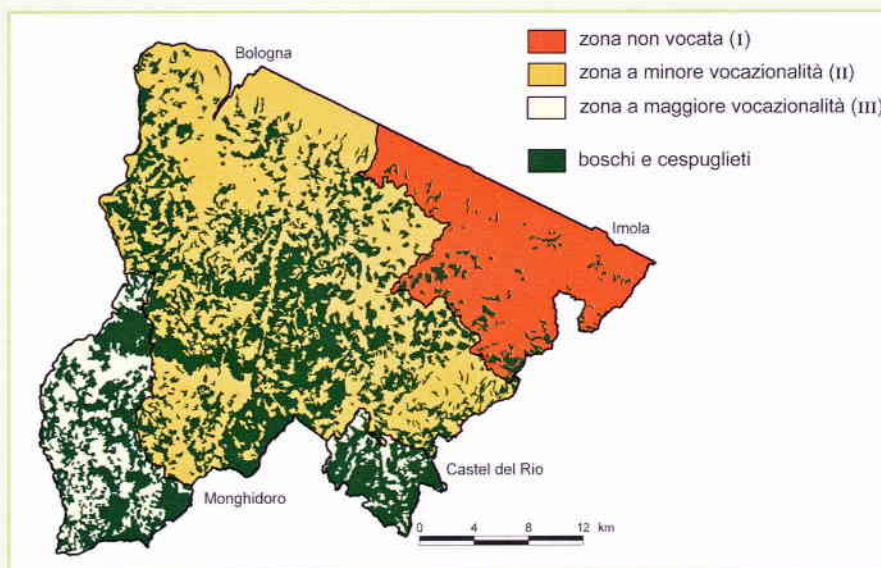 Bologna
zona non vocata (I)
zona a minore vocazionalità (II)
zona a maggiore vocazionalità (III)
boschi e cespuglieti
Imola
Castel del Rio
Monghidoro
0 4 8 12 km